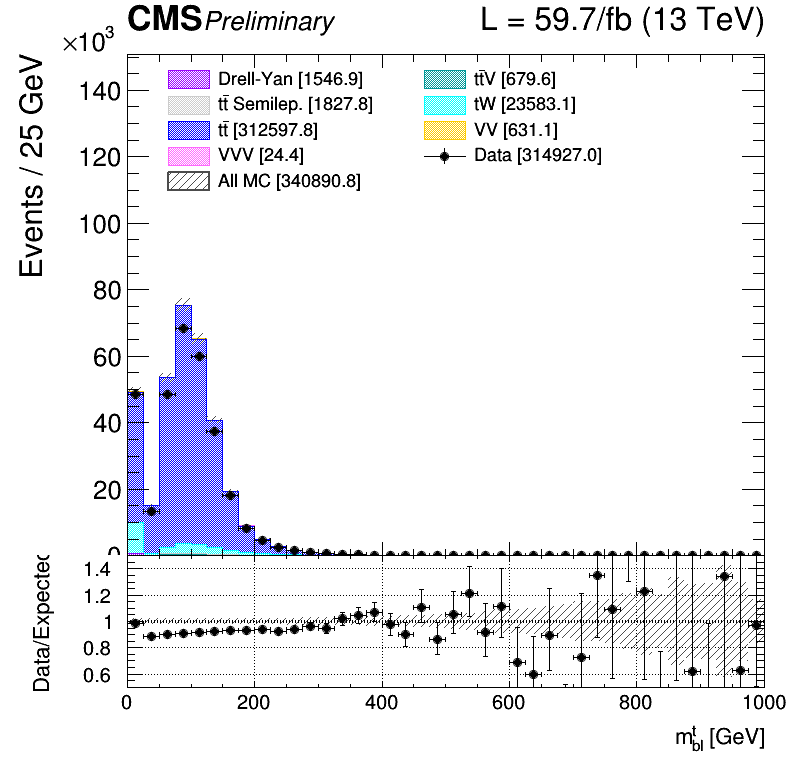 CMS Preliminary L = 59.7/fb (13 TeV)
×10³
Events / 25 GeV
140
120
100
80
60
40
20
0
Drell-Yan [1546.9]
tt̄ Semilep. [1827.8]
tt̄ [312597.8]
VVV [24.4]
All MC [340890.8]
tt̄V [679.6]
tW [23583.1]
VV [631.1]
Data [314927.0]
Data/Expected
1.4
1.2
1
0.8
0.6
0 200 400 600 800 1000
m^t_bl [GeV]